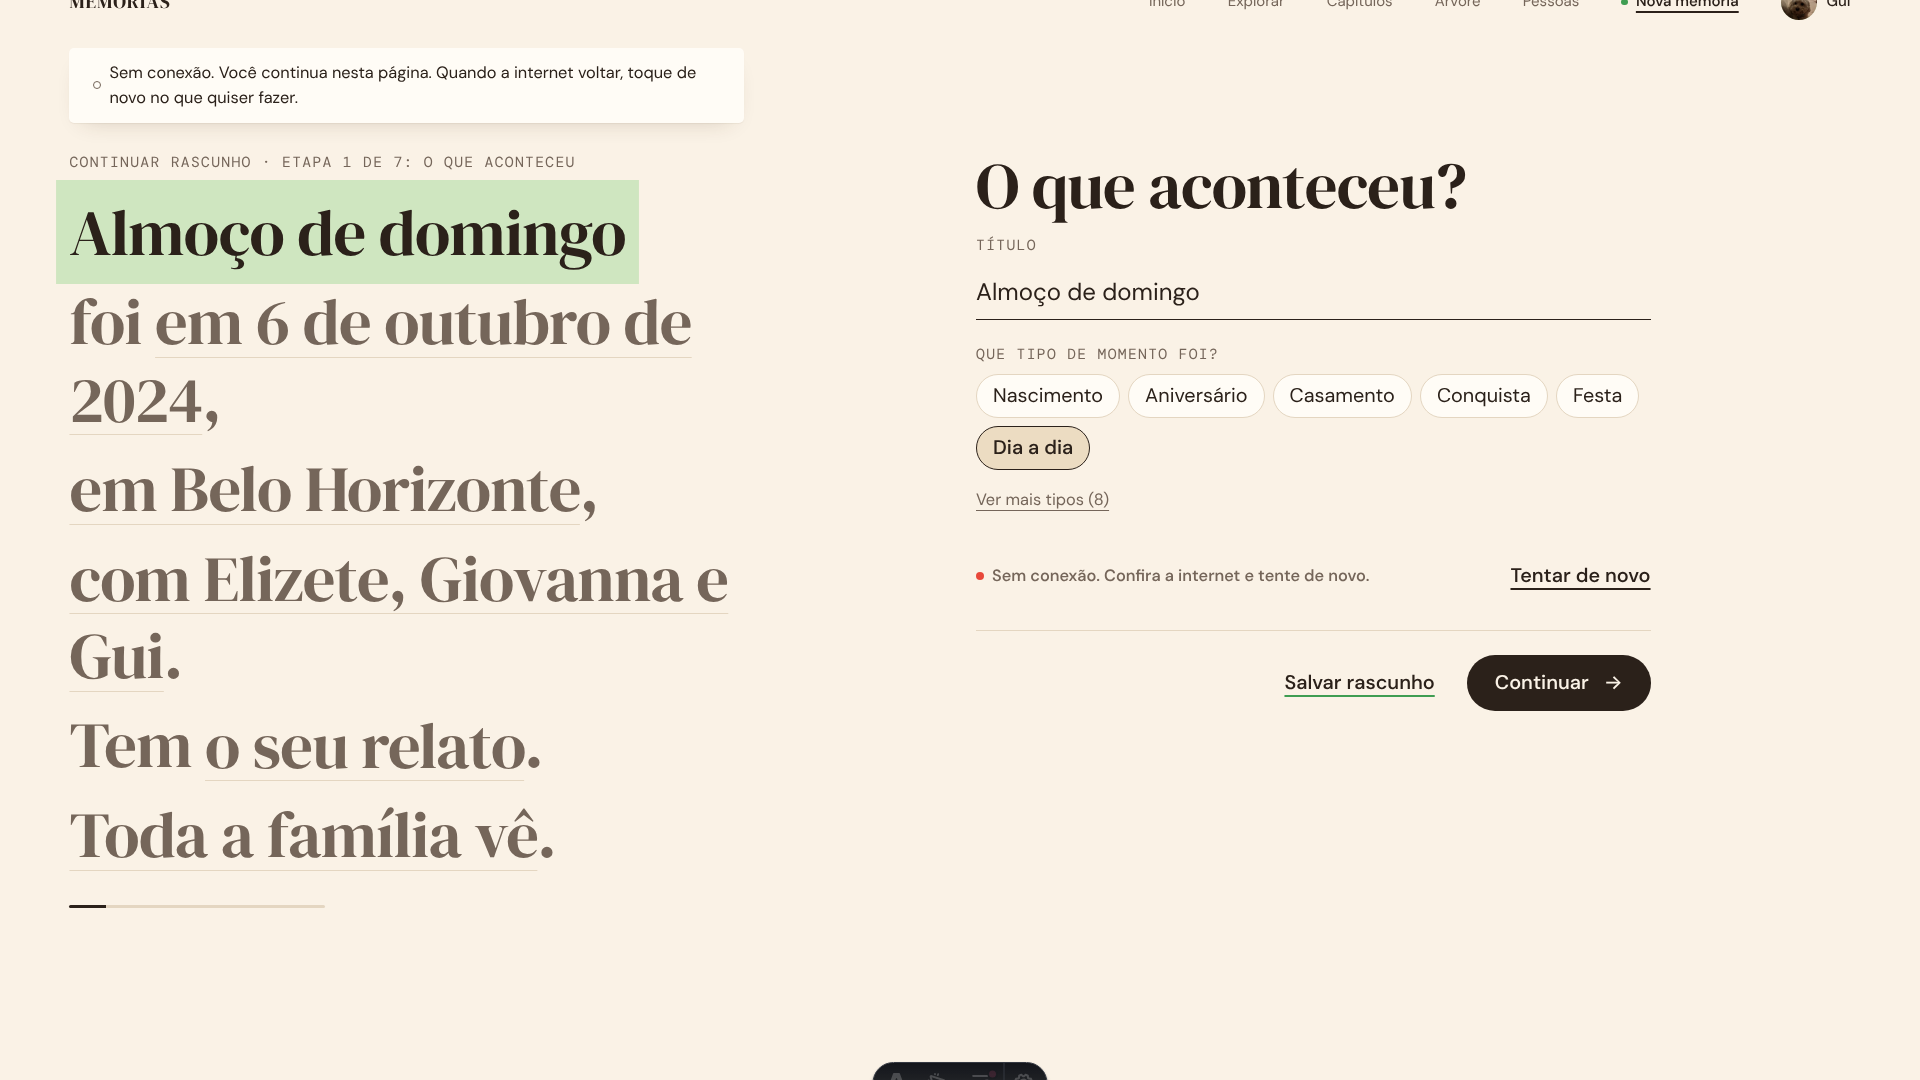 MEMÓRIAS
Início Explorar Capítulos Árvore Pessoas Nova memória Gui
Sem conexão. Você continua nesta página. Quando a internet voltar, toque de
novo no que quiser fazer.
CONTINUAR RASCUNHO · ETAPA 1 DE 7: O QUE ACONTECEU
Almoço de domingo
foi em 6 de outubro de
2024,
em Belo Horizonte,
com Elizete, Giovanna e
Gui.
Tem o seu relato.
Toda a família vê.
O que aconteceu?
TÍTULO
Almoço de domingo
QUE TIPO DE MOMENTO FOI?
Nascimento Aniversário Casamento Conquista Festa
Dia a dia
Ver mais tipos (8)
Sem conexão. Confira a internet e tente de novo. Tentar de novo
Salvar rascunho Continuar →